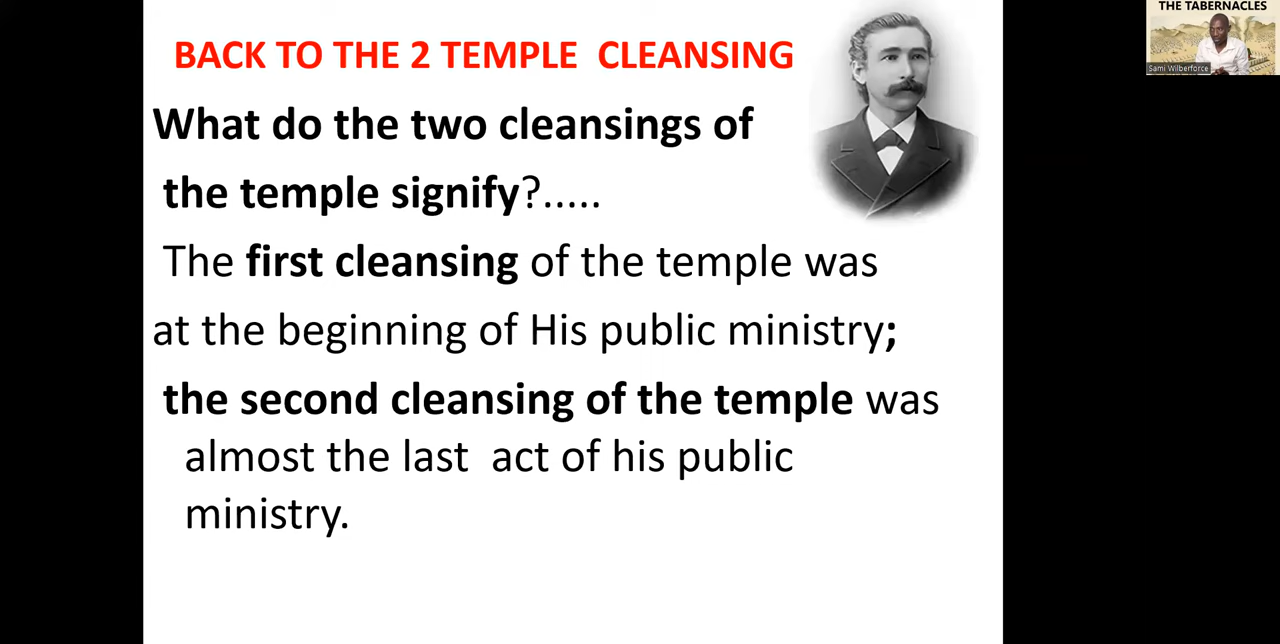 BACK TO THE 2 TEMPLE CLEANSING
What do the two cleansings of
the temple signify?.....
The first cleansing of the temple was
at the beginning of His public ministry;
the second cleansing of the temple was
almost the last act of his public
ministry.
THE TABERNACLES
Sami Wilberforce